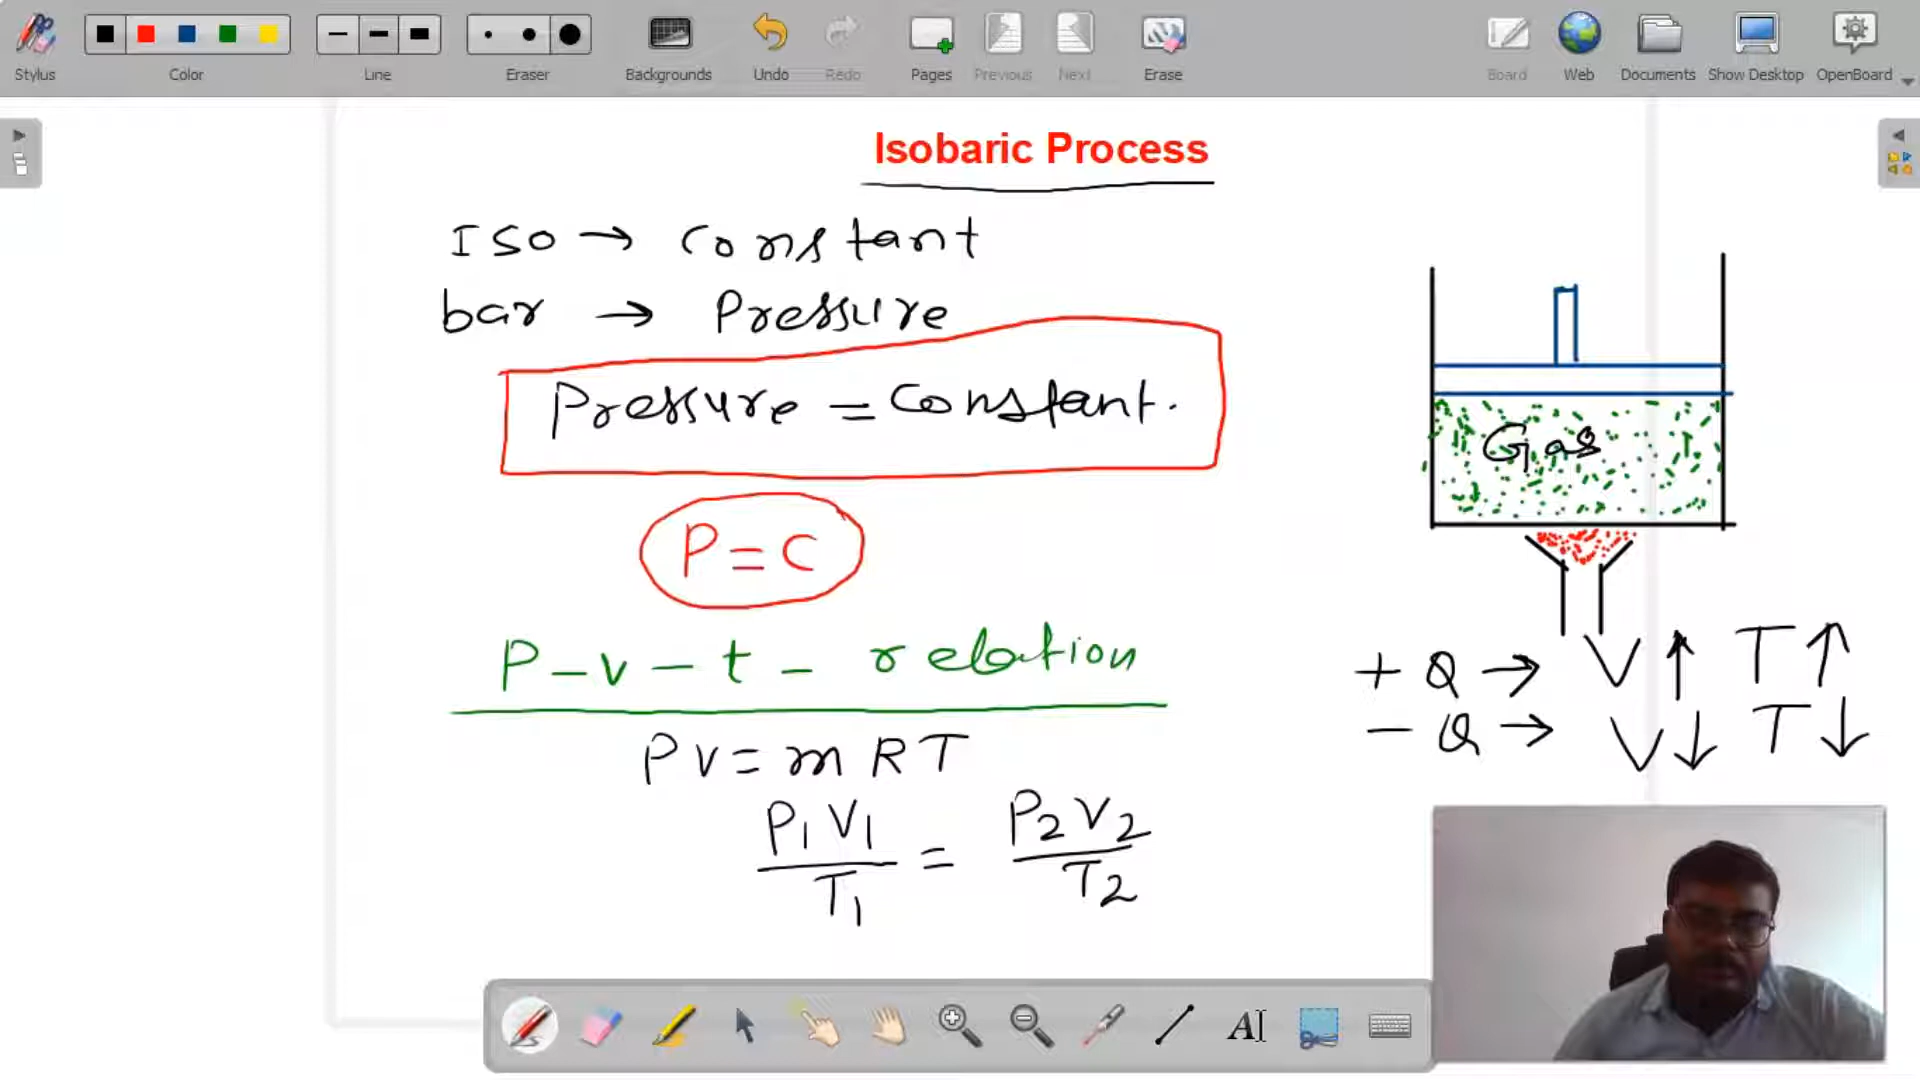 Stylus
Color
Line
Eraser
Backgrounds
Undo
Redo
Pages
Previous
Next
Erase
Board
Web
Documents
Show Desktop
OpenBoard
Isobaric Process
Iso → Constant
bar → Pressure
Pressure = Constant.
P = C
P - v - t - relation
PV = mRT
P₁V₁/T₁ = P₂V₂/T₂
Gas
+ Q → V↑ T↑
- Q → V↓ T↓